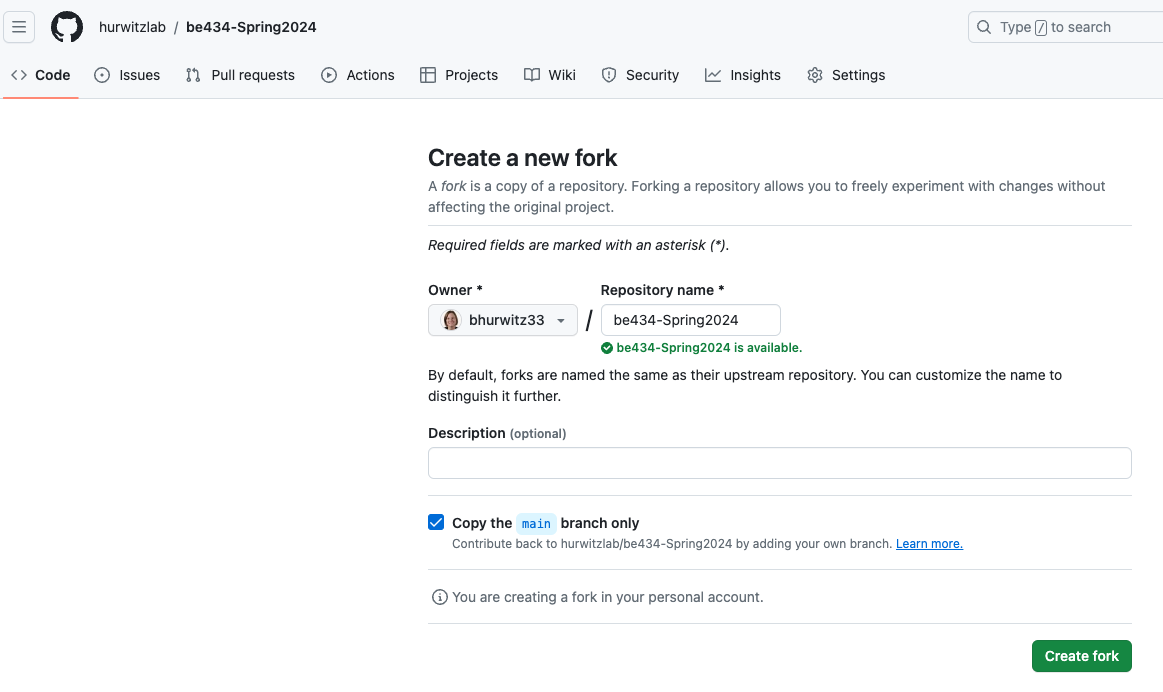 hurwitzlab / be434-Spring2024
Type / to search
Code Issues Pull requests Actions Projects Wiki Security Insights Settings
Create a new fork
A fork is a copy of a repository. Forking a repository allows you to freely experiment with changes without
affecting the original project.
Required fields are marked with an asterisk (*).
Owner * Repository name *
bhurwitz33 / be434-Spring2024
be434-Spring2024 is available.
By default, forks are named the same as their upstream repository. You can customize the name to
distinguish it further.
Description (optional)
Copy the main branch only
Contribute back to hurwitzlab/be434-Spring2024 by adding your own branch. Learn more.
You are creating a fork in your personal account.
Create fork